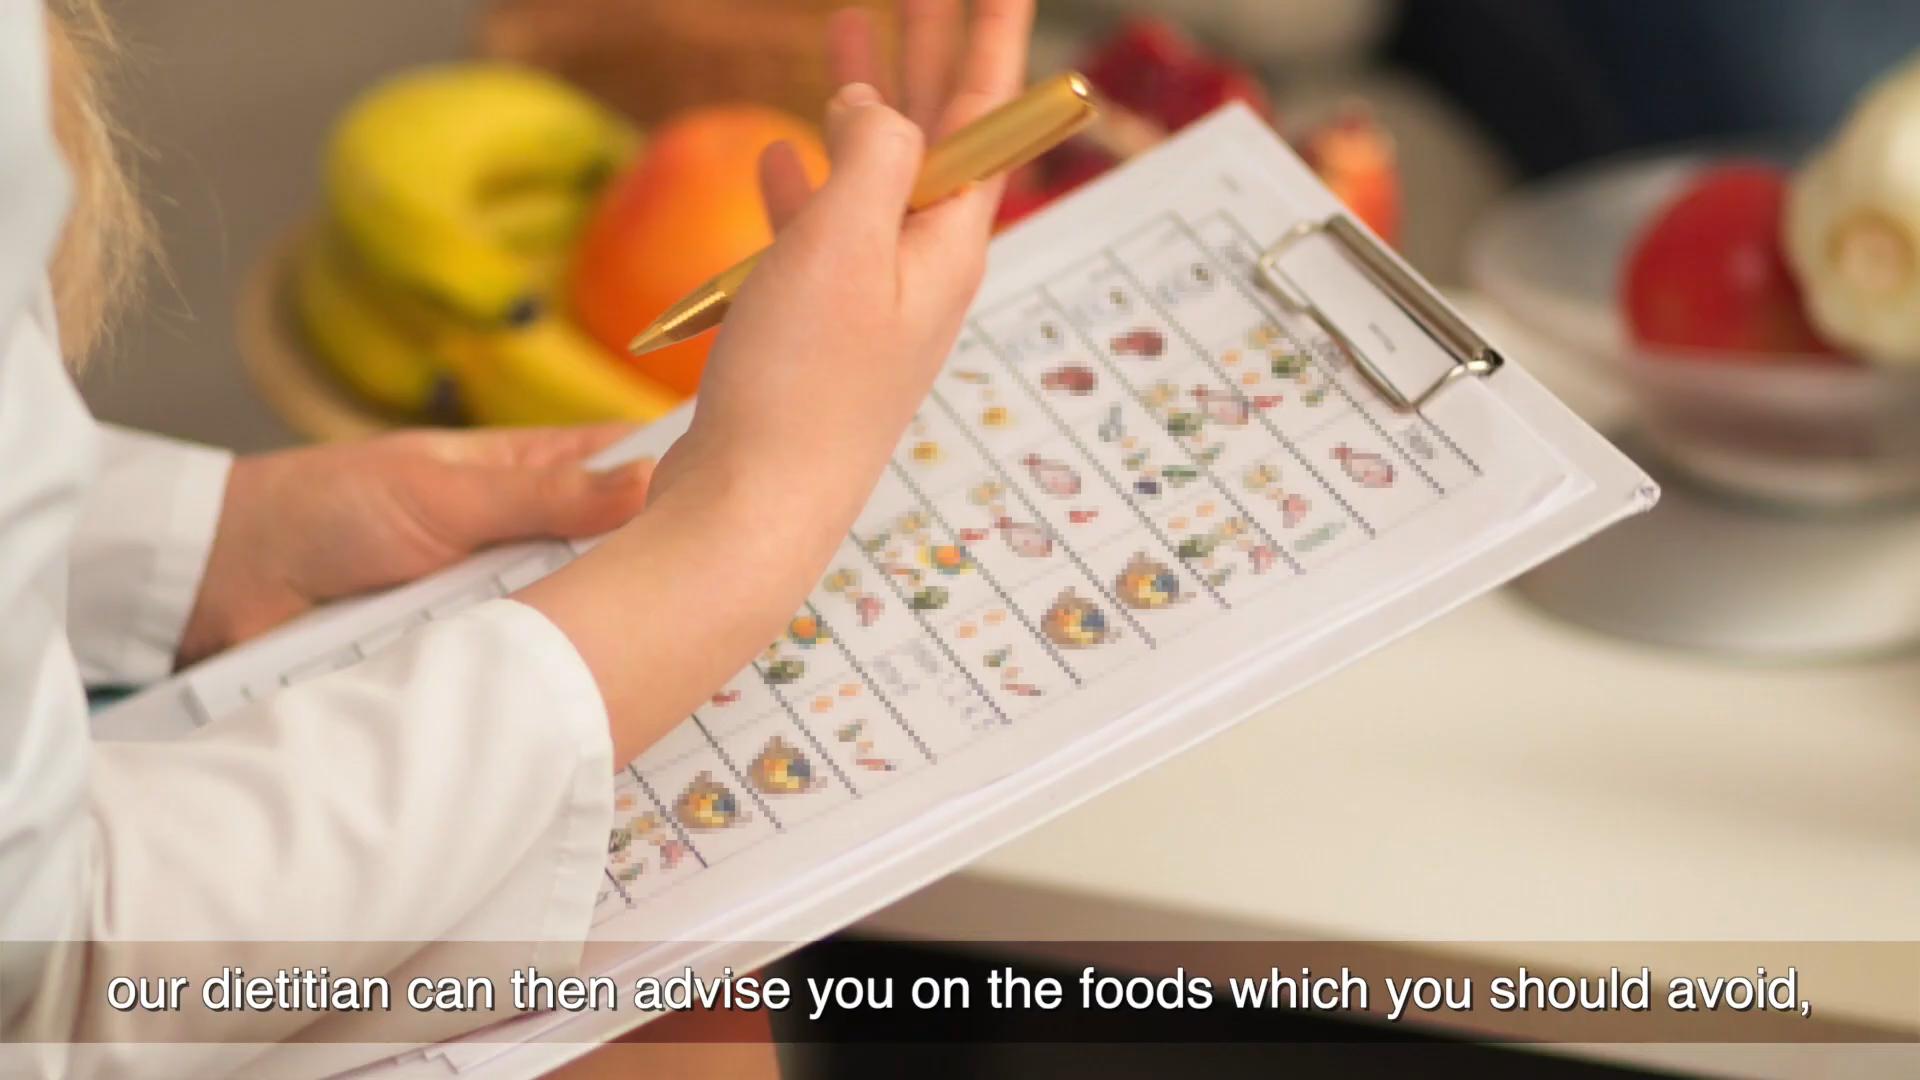 our dietitian can then advise you on the foods which you should avoid,